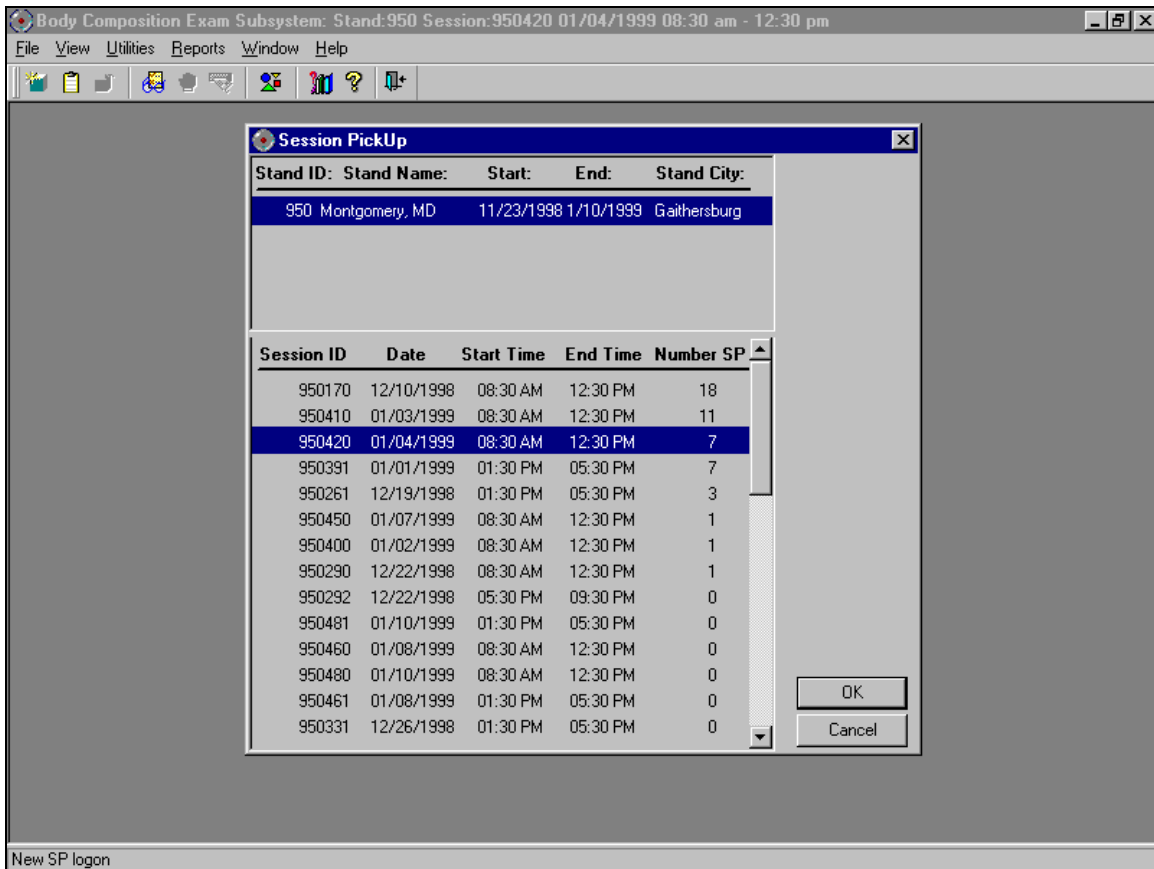 Body Composition Exam Subsystem: Stand:950 Session:950420 01/04/1999 08:30 am - 12:30 pm
File View Utilities Reports Window Help
Session PickUp
Stand ID: Stand Name: Start: End: Stand City:
950 Montgomery, MD 11/23/1998 1/10/1999 Gaithersburg
Session ID Date Start Time End Time Number SP
950170 12/10/1998 08:30 AM 12:30 PM 18
950410 01/03/1999 08:30 AM 12:30 PM 11
950420 01/04/1999 08:30 AM 12:30 PM 7
950391 01/01/1999 01:30 PM 05:30 PM 7
950261 12/19/1998 01:30 PM 05:30 PM 3
950450 01/07/1999 08:30 AM 12:30 PM 1
950400 01/02/1999 08:30 AM 12:30 PM 1
950290 12/22/1998 08:30 AM 12:30 PM 1
950292 12/22/1998 05:30 PM 09:30 PM 0
950481 01/10/1999 01:30 PM 05:30 PM 0
950460 01/08/1999 08:30 AM 12:30 PM 0
950480 01/10/1999 08:30 AM 12:30 PM 0
950461 01/08/1999 01:30 PM 05:30 PM 0
950331 12/26/1998 01:30 PM 05:30 PM 0
OK
Cancel
New SP logon